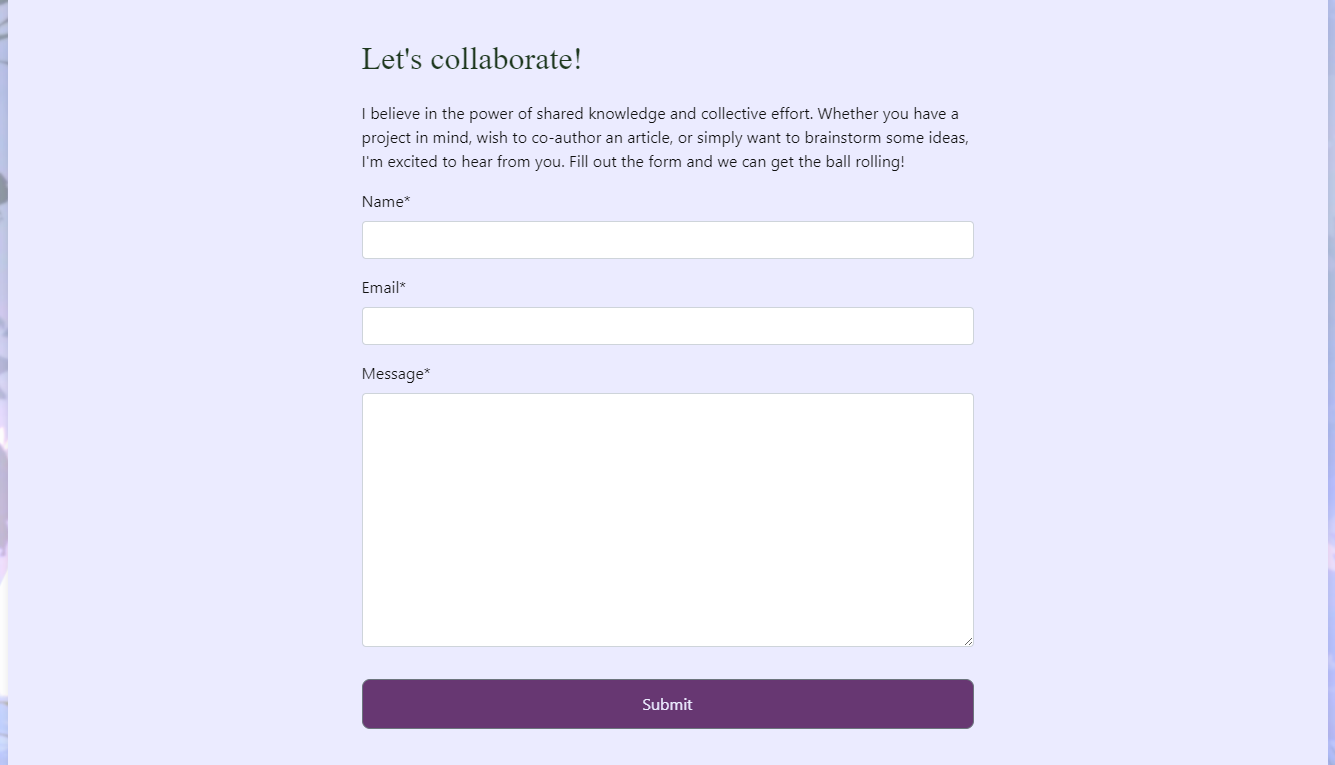 Let's collaborate!
I believe in the power of shared knowledge and collective effort. Whether you have a
project in mind, wish to co-author an article, or simply want to brainstorm some ideas,
I'm excited to hear from you. Fill out the form and we can get the ball rolling!
Name*
Email*
Message*
Submit